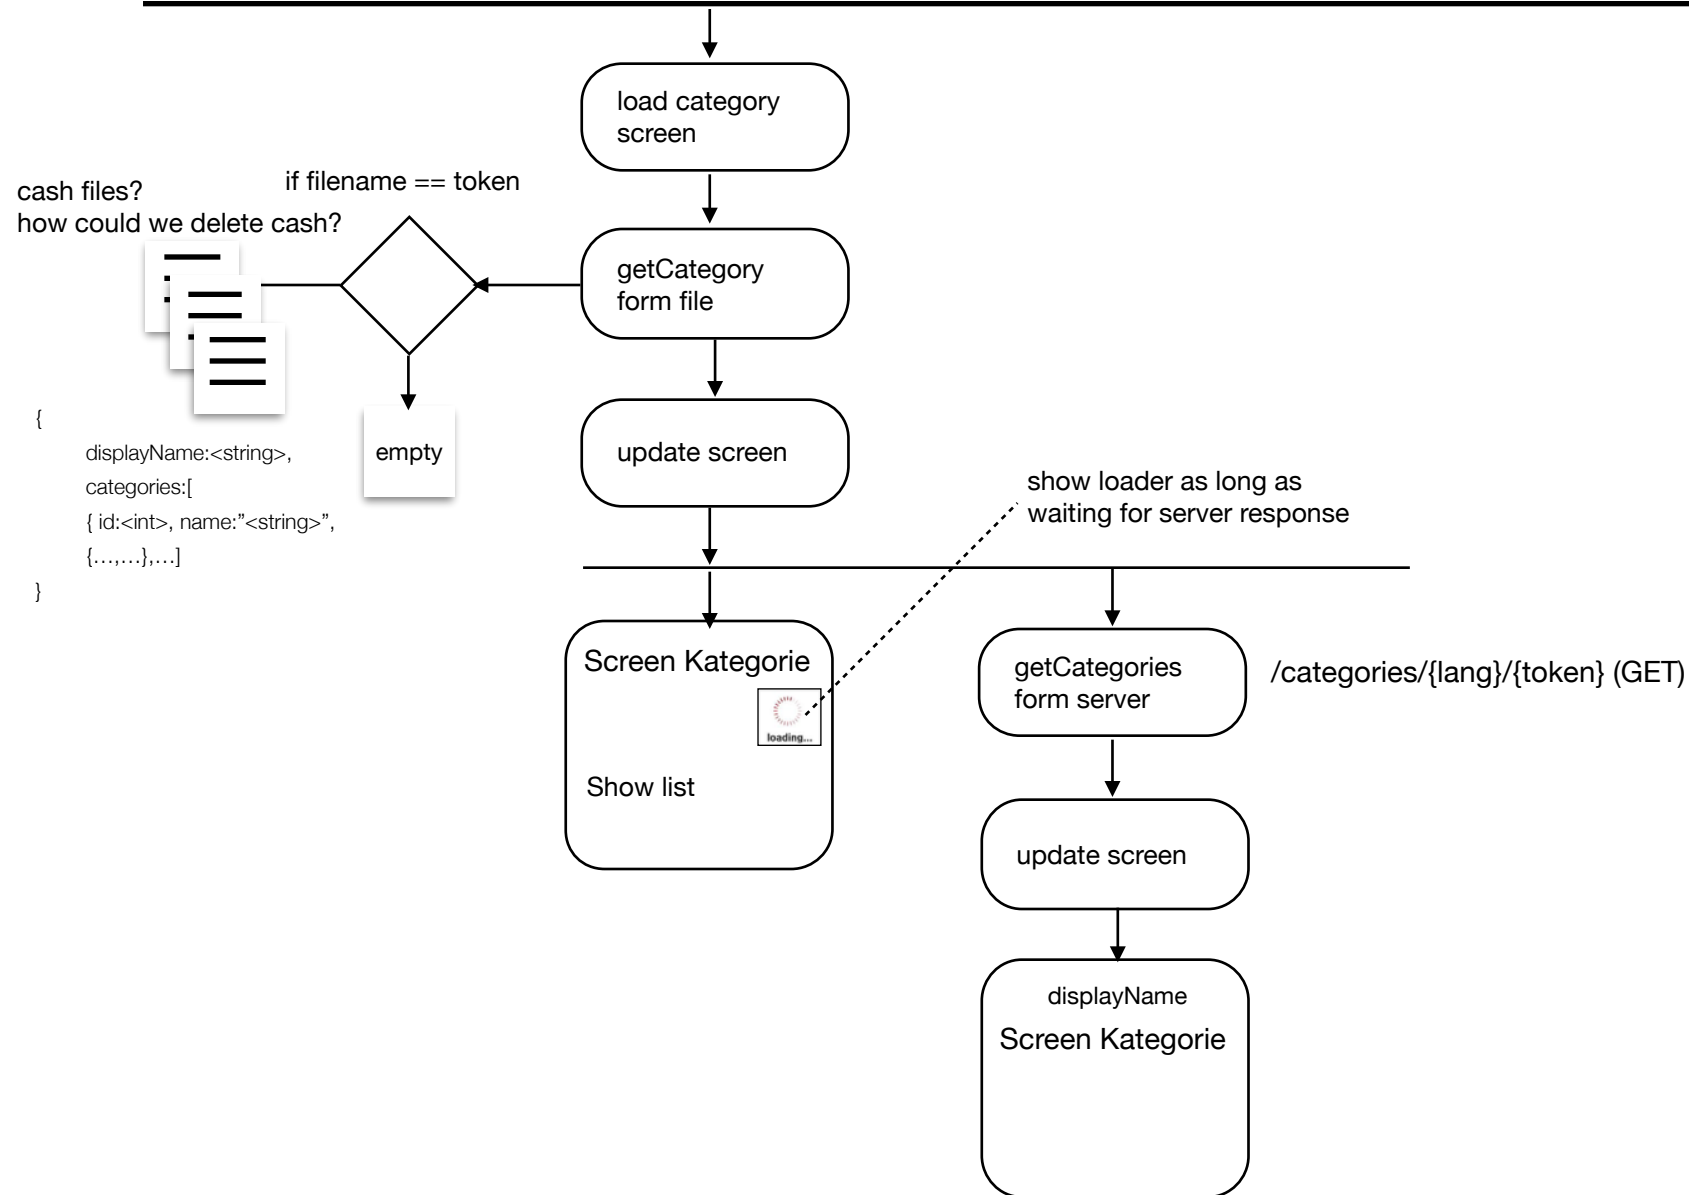 load category
screen
if filename == token
cash files?
how could we delete cash?
getCategory
form file
{
displayName:<string>,
categories:[
{ id:<int>, name:”<string>”,
{…,…},…]
}
empty
update screen
show loader as long as
waiting for server response
Screen Kategorie
loading...
Show list
getCategories
form server
/categories/{lang}/{token} (GET)
update screen
displayName
Screen Kategorie